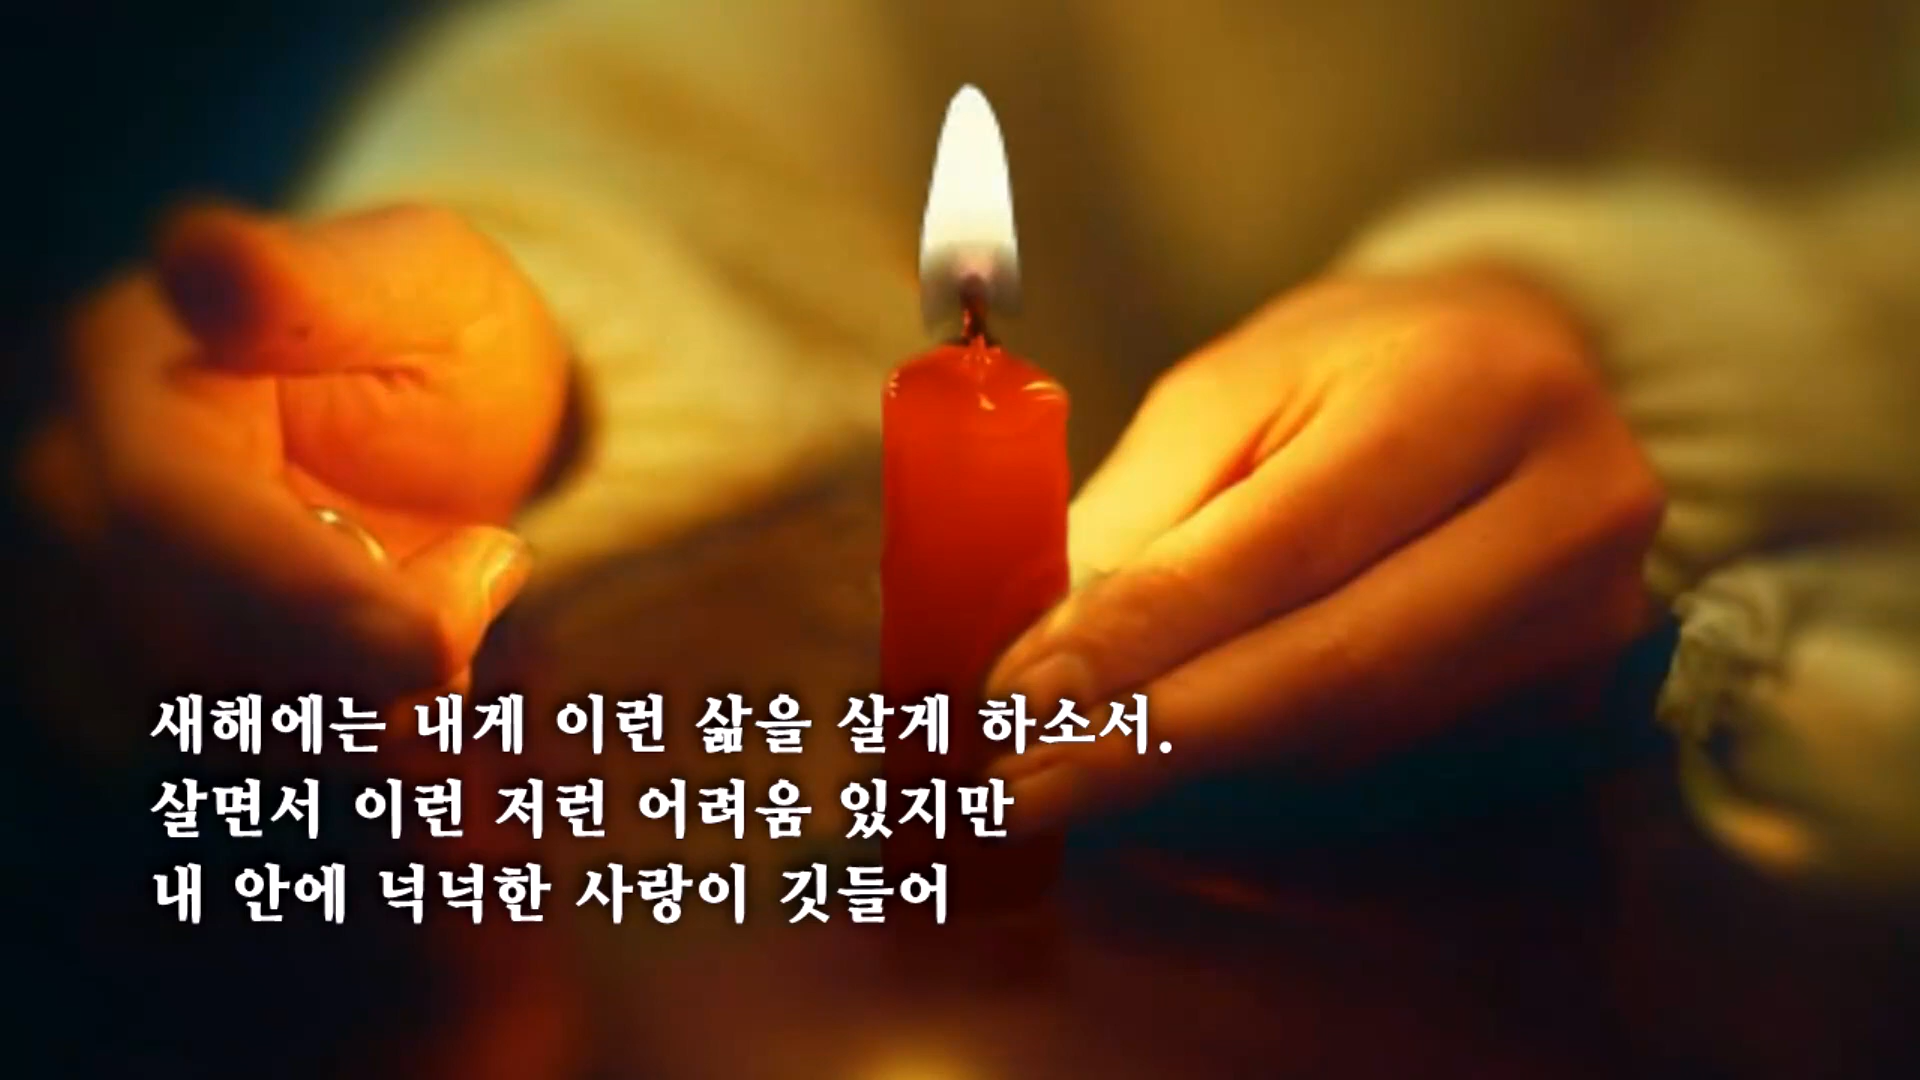 새해에는 내게 이런 삶을 살게 하소서.
살면서 이런 저런 어려움 있지만
내 안에 넉넉한 사랑이 깃들어